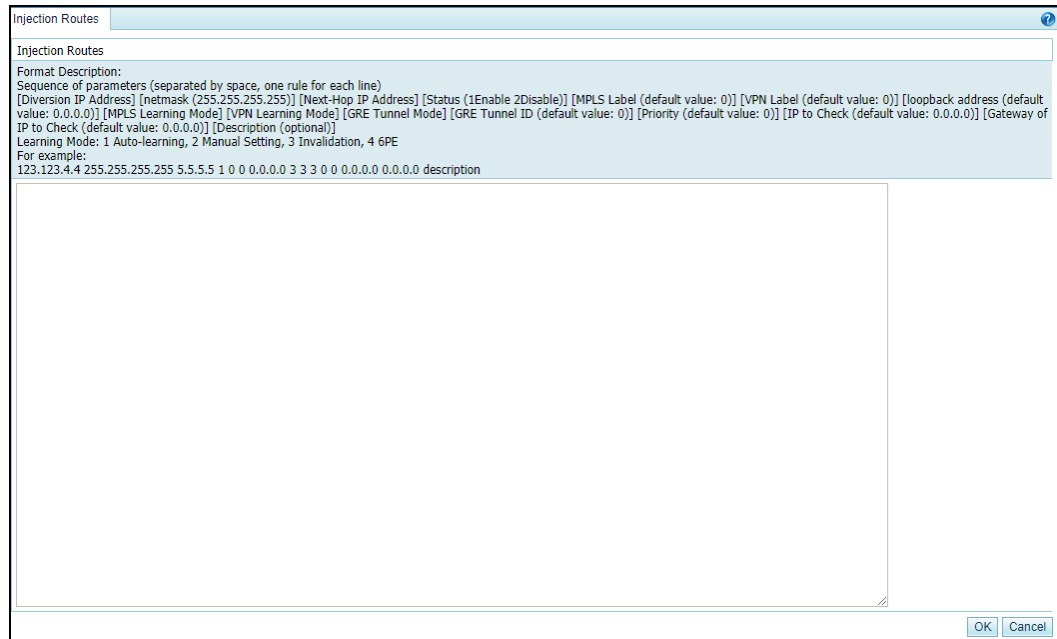 Injection Routes
Injection Routes
Format Description:
Sequence of parameters (separated by space, one rule for each line)
[Diversion IP Address] [netmask (255.255.255.255)] [Next-Hop IP Address] [Status (1Enable 2Disable)] [MPLS Label (default value: 0)] [VPN Label (default value: 0)] [loopback address (default
value: 0.0.0.0)] [MPLS Learning Mode] [VPN Learning Mode] [GRE Tunnel Mode] [GRE Tunnel ID (default value: 0)] [Priority (default value: 0)] [IP to Check (default value: 0.0.0.0)] [Gateway of
IP to Check (default value: 0.0.0.0)] [Description (optional)]
Learning Mode: 1 Auto-learning, 2 Manual Setting, 3 Invalidation, 4 6PE
For example:
123.123.4.4 255.255.255.255 5.5.5.5 1 0 0 0.0.0.0 3 3 3 0 0 0.0.0.0 0.0.0.0 description
OK Cancel